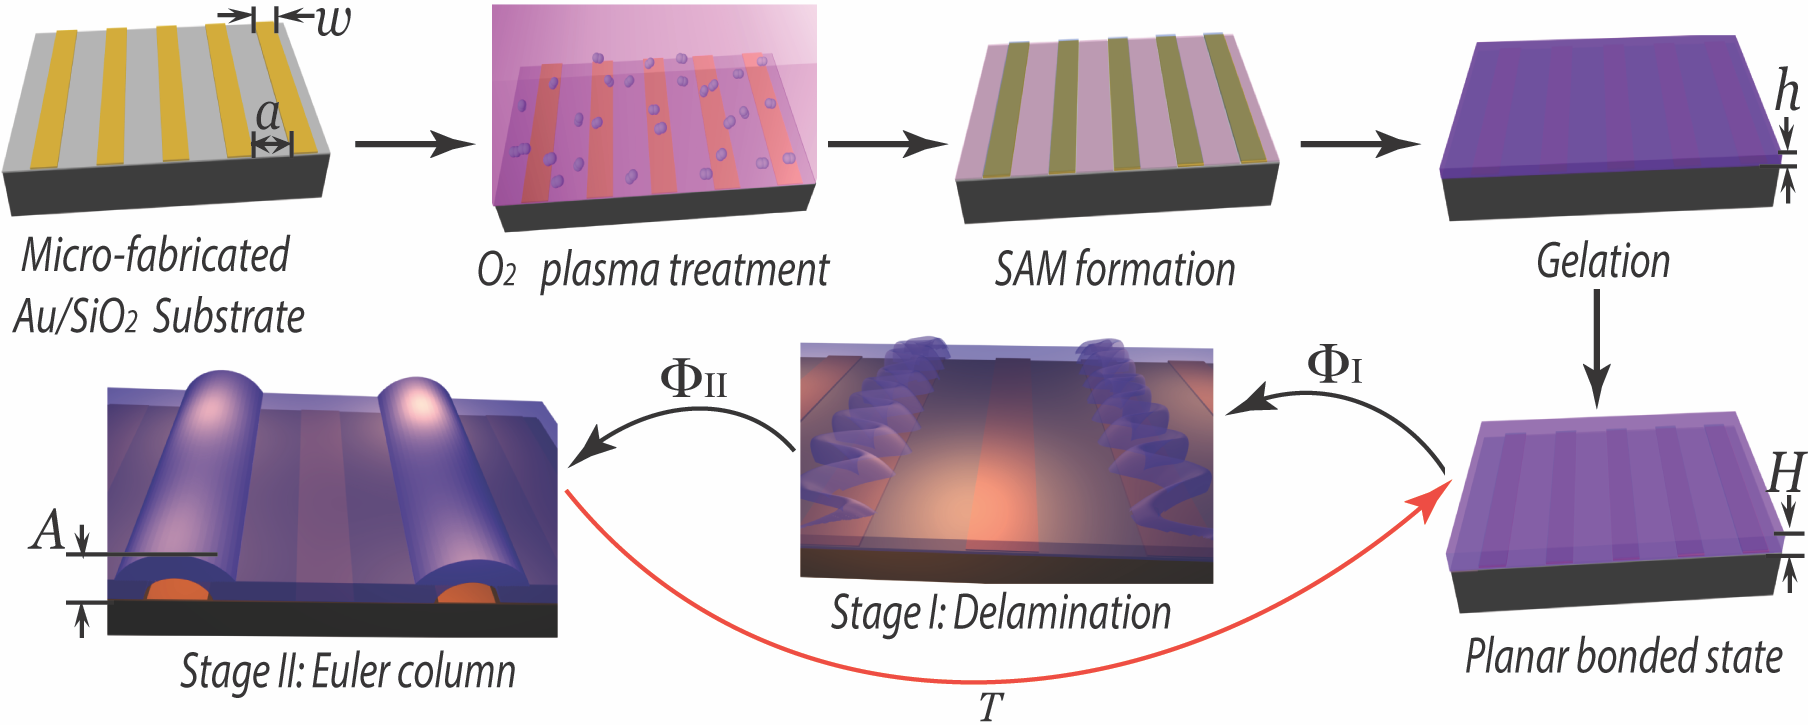 w
a
Micro-fabricated
Au/SiO2 Substrate
O2 plasma treatment
SAM formation
h
Gelation
H
Planar bonded state
ΦI
Stage I: Delamination
ΦII
A
Stage II: Euler column
T